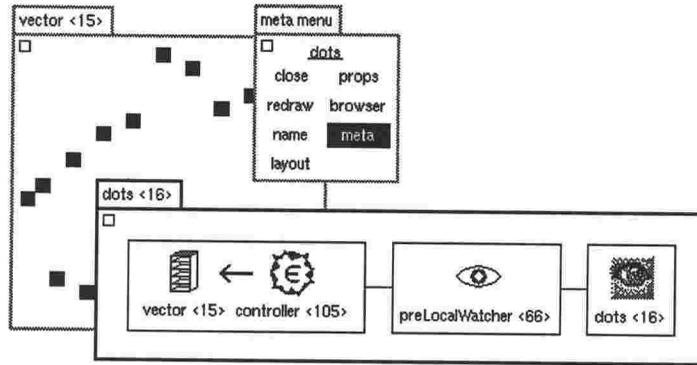 vector <15>
meta menu
dots
close props
redraw browser
name meta
layout
dots <16>
vector <15> controller <105>
preLocalWatcher <66>
dots <16>